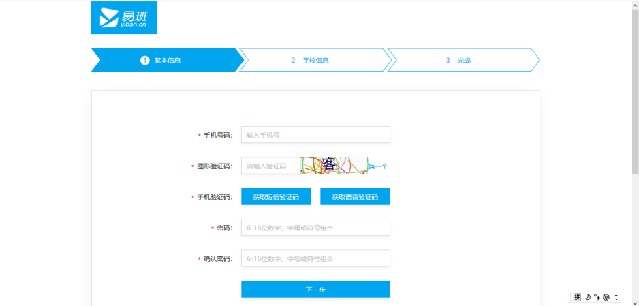 易班
yiban.cn
1 基本信息
2 学校信息
3 完成
* 手机号码：
输入手机号
* 图形验证码：
请输入验证码
换一个
* 手机验证码：
获取短信验证码
获取语音验证码
* 密码：
6-16位数字、字母或符号组合
* 确认密码：
6-16位数字、字母或符号组合
下一步